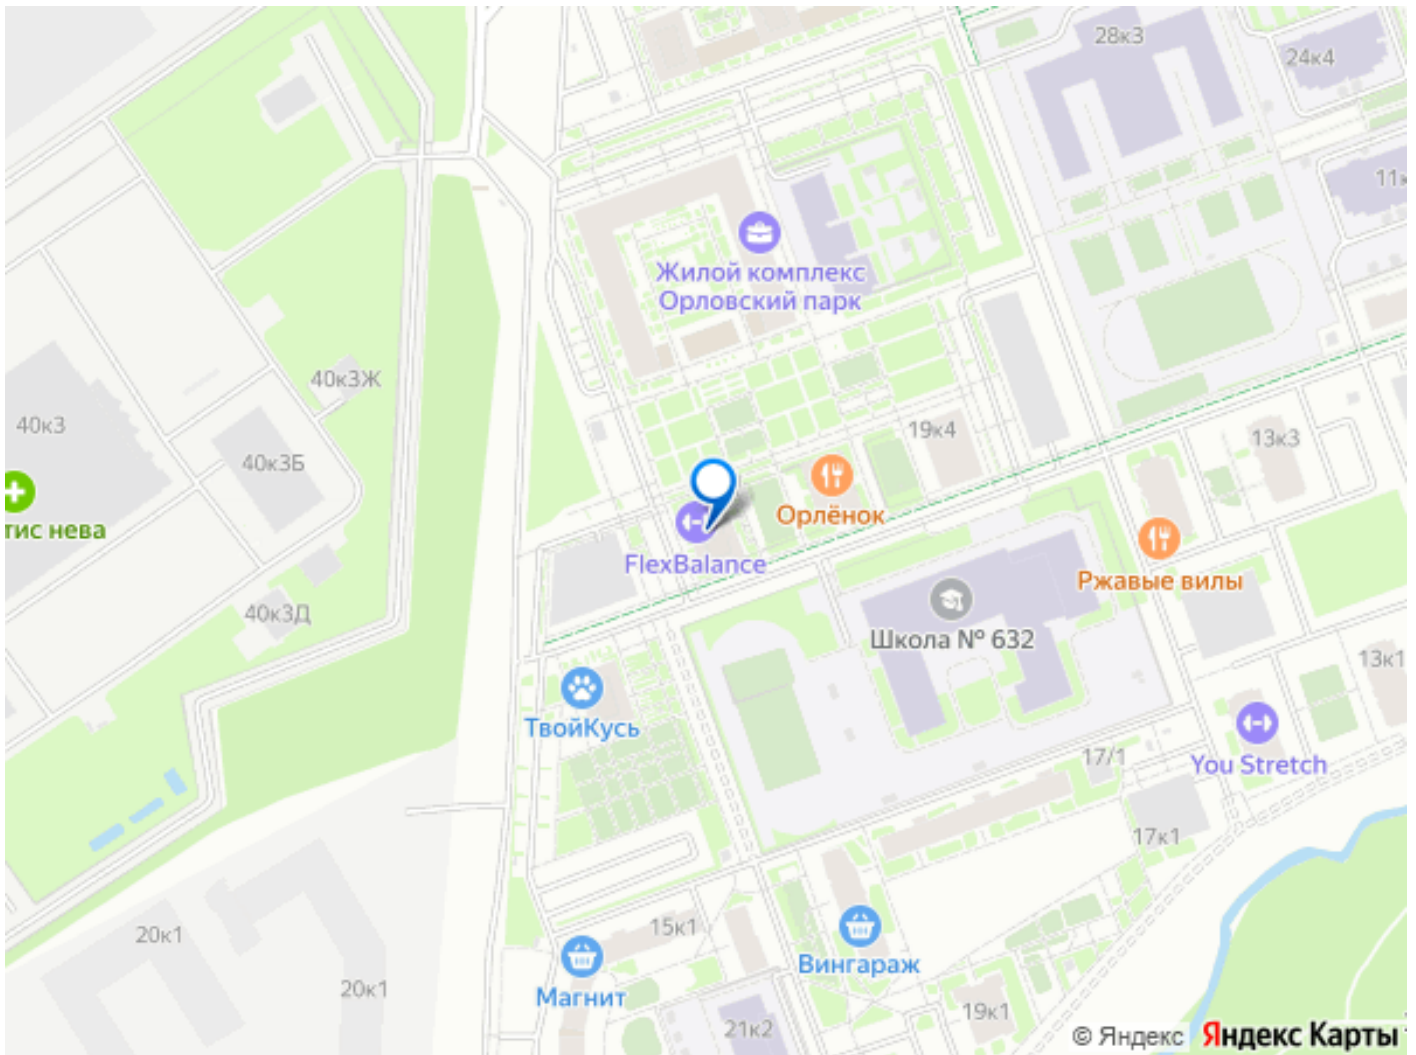 28к3
24к4
11к
Жилой комплекс
Орловский парк
40к3Ж
40к3
19к4
13к3
40к3Б
тис нева
Орлёнок
FlexBalance
Ржавые вилы
40к3Д
Школа № 632
13к1
ТвойКусь
17/1
You Stretch
17к1
15к1
20к1
Вингараж
20к1
Магнит
19к1
21к2
© Яндекс Яндекс Карты